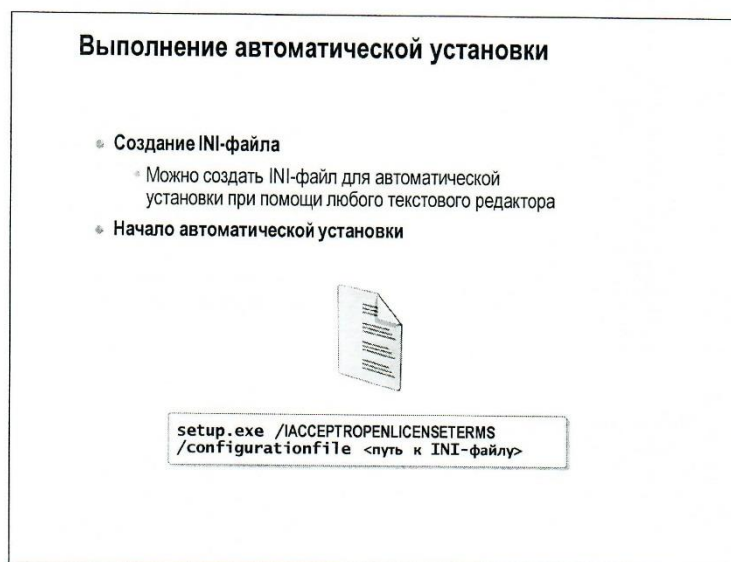 Выполнение автоматической установки
Создание INI-файла
Можно создать INI-файл для автоматической
установки при помощи любого текстового редактора
Начало автоматической установки
setup.exe /IACCEPTROPENLICENSETERMS
/configurationfile <путь к INI-файлу>